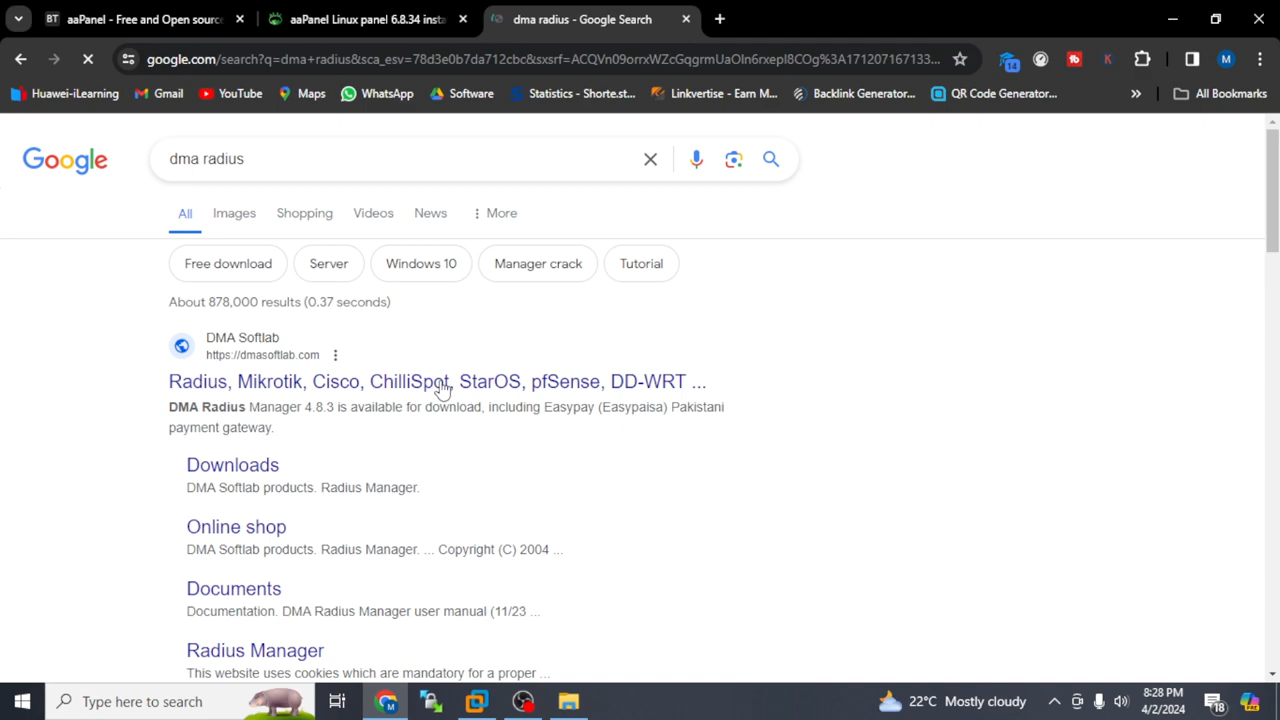 BT aaPanel - Free and Open sourc
aaPanel Linux panel 6.8.34 insta
dma radius - Google Search
google.com/search?q=dma+radius&sca_esv=78d3e0b7da712cbc&sxsrf=ACQVn09orrxWZcGqgrmUaOln6rxepl8COg%3A171207167133...
14
K
M
Huawei-iLearning
Gmail
YouTube
Maps
WhatsApp
Software
Statistics - Shorte.st...
Linkvertise - Earn M...
Backlink Generator...
QR Code Generator...
»
All Bookmarks
Google
dma radius
All
Images
Shopping
Videos
News
More
Free download
Server
Windows 10
Manager crack
Tutorial
About 878,000 results (0.37 seconds)
DMA Softlab
https://dmasoftlab.com
Radius, Mikrotik, Cisco, ChilliSpot, StarOS, pfSense, DD-WRT ...
DMA Radius Manager 4.8.3 is available for download, including Easypay (Easypaisa) Pakistani
payment gateway.
Downloads
DMA Softlab products. Radius Manager.
Online shop
DMA Softlab products. Radius Manager. ... Copyright (C) 2004 ...
Documents
Documentation. DMA Radius Manager user manual (11/23 ...
Radius Manager
This website uses cookies which are mandatory for a proper ...
Type here to search
22°C Mostly cloudy
8:28 PM
4/2/2024
18